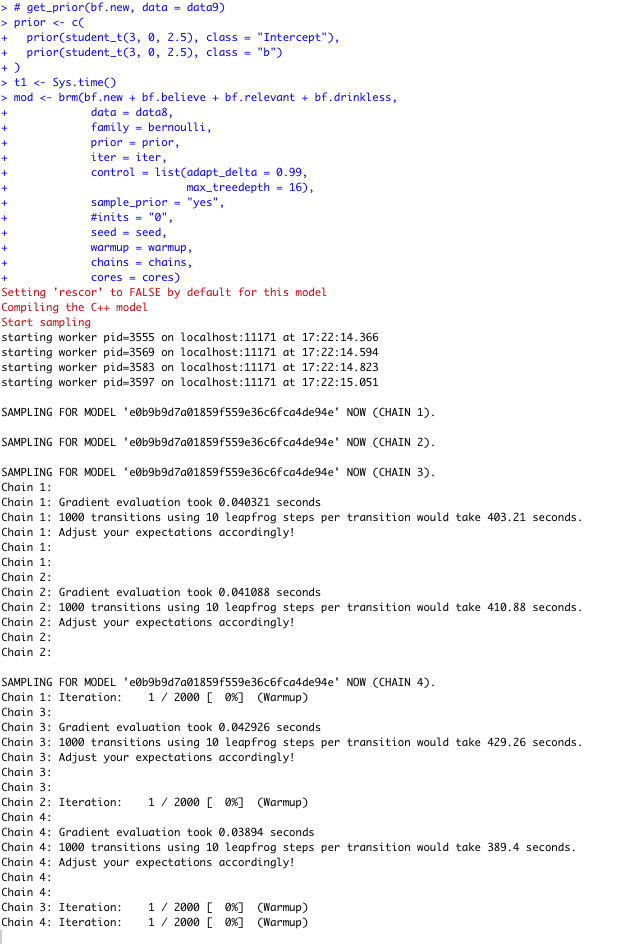 > # get_prior(bf.new, data = data9)
> prior <- c(
+   prior(student_t(3, 0, 2.5), class = "Intercept"),
+   prior(student_t(3, 0, 2.5), class = "b")
+ )
> t1 <- Sys.time()
> mod <- brm(bf.new + bf.believe + bf.relevant + bf.drinkless,
+            data = data8,
+            family = bernoulli,
+            prior = prior,
+            iter = iter,
+            control = list(adapt_delta = 0.99,
+                           max_treedepth = 16),
+            sample_prior = "yes",
+            #inits = "0",
+            seed = seed,
+            warmup = warmup,
+            chains = chains,
+            cores = cores)
Setting 'rescor' to FALSE by default for this model
Compiling the C++ model
Start sampling
starting worker pid=3555 on localhost:11171 at 17:22:14.366
starting worker pid=3569 on localhost:11171 at 17:22:14.594
starting worker pid=3583 on localhost:11171 at 17:22:14.823
starting worker pid=3597 on localhost:11171 at 17:22:15.051
SAMPLING FOR MODEL 'e0b9b9d7a01859f559e36c6fca4de94e' NOW (CHAIN 1).
SAMPLING FOR MODEL 'e0b9b9d7a01859f559e36c6fca4de94e' NOW (CHAIN 2).
SAMPLING FOR MODEL 'e0b9b9d7a01859f559e36c6fca4de94e' NOW (CHAIN 3).
Chain 1:
Chain 1: Gradient evaluation took 0.040321 seconds
Chain 1: 1000 transitions using 10 leapfrog steps per transition would take 403.21 seconds.
Chain 1: Adjust your expectations accordingly!
Chain 1:
Chain 1:
Chain 2:
Chain 2: Gradient evaluation took 0.041088 seconds
Chain 2: 1000 transitions using 10 leapfrog steps per transition would take 410.88 seconds.
Chain 2: Adjust your expectations accordingly!
Chain 2:
Chain 2:
SAMPLING FOR MODEL 'e0b9b9d7a01859f559e36c6fca4de94e' NOW (CHAIN 4).
Chain 1: Iteration:    1 / 2000 [  0%]  (Warmup)
Chain 3:
Chain 3: Gradient evaluation took 0.042926 seconds
Chain 3: 1000 transitions using 10 leapfrog steps per transition would take 429.26 seconds.
Chain 3: Adjust your expectations accordingly!
Chain 3:
Chain 3:
Chain 2: Iteration:    1 / 2000 [  0%]  (Warmup)
Chain 4:
Chain 4: Gradient evaluation took 0.03894 seconds
Chain 4: 1000 transitions using 10 leapfrog steps per transition would take 389.4 seconds.
Chain 4: Adjust your expectations accordingly!
Chain 4:
Chain 4:
Chain 3: Iteration:    1 / 2000 [  0%]  (Warmup)
Chain 4: Iteration:    1 / 2000 [  0%]  (Warmup)